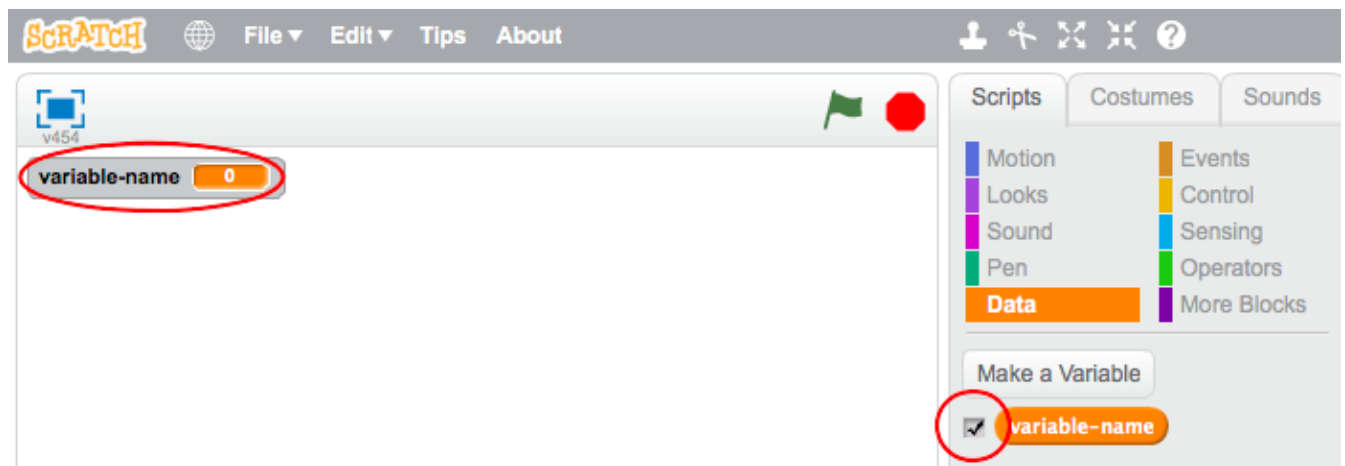 SCRATCH File Edit Tips About
v454
variable-name 0
Scripts Costumes Sounds
Motion Events
Looks Control
Sound Sensing
Pen Operators
Data More Blocks
Make a Variable
variable-name